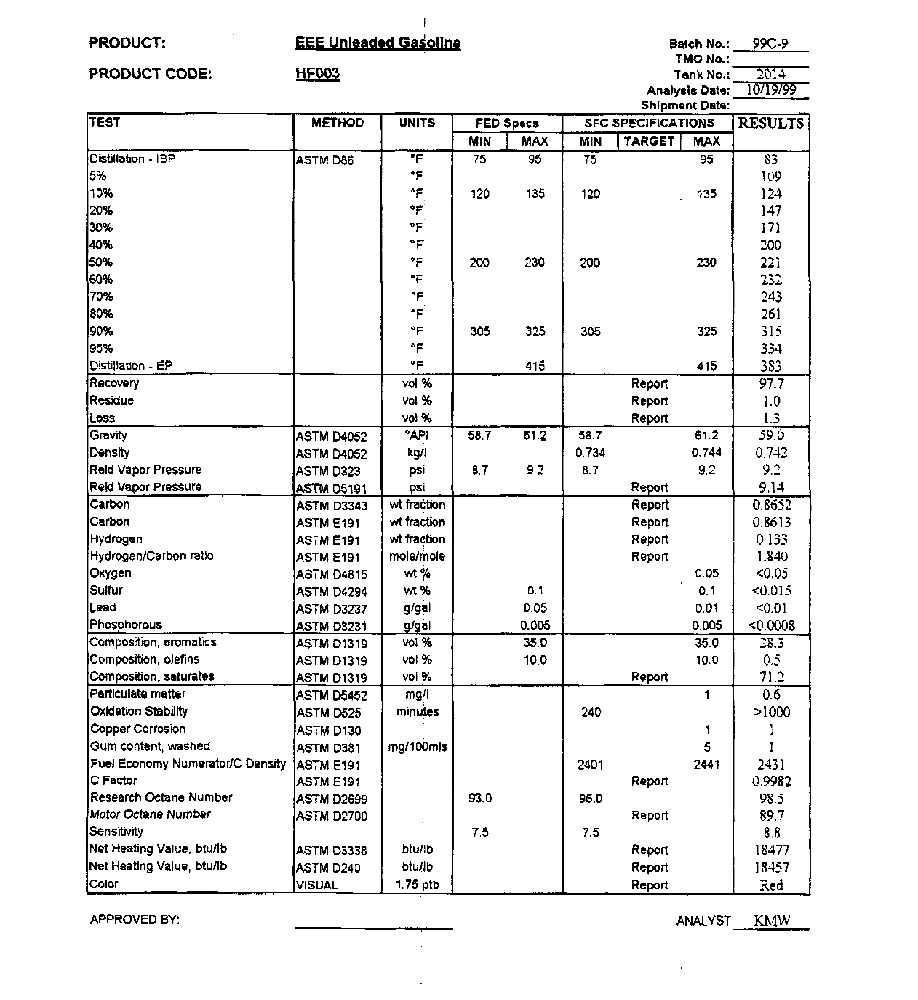 PRODUCT: EEE Unleaded Gasoline Batch No.: 99C-9
TMO No.:
PRODUCT CODE: HF003 Tank No.: 2014
Analysis Date: 10/19/99
Shipment Date:
TEST METHOD UNITS FED Specs SFC SPECIFICATIONS RESULTS
MIN MAX MIN TARGET MAX
Distillation - IBP ASTM D86 °F 75 95 75 95 83
5% °F 109
10% °F 120 135 120 135 124
20% °F 147
30% °F 171
40% °F 200
50% °F 200 230 200 230 221
60% °F 232
70% °F 243
80% °F 261
90% °F 305 325 305 325 315
95% °F 334
Distillation - EP °F 415 415 383
Recovery vol % Report 97.7
Residue vol % Report 1.0
Loss vol % Report 1.3
Gravity ASTM D4052 °API 58.7 61.2 58.7 61.2 59.0
Density ASTM D4052 kg/l 0.734 0.744 0.742
Reid Vapor Pressure ASTM D323 psi 8.7 9.2 8.7 9.2 9.2
Reid Vapor Pressure ASTM D5191 psi Report 9.14
Carbon ASTM D3343 wt fraction Report 0.8652
Carbon ASTM E191 wt fraction Report 0.8613
Hydrogen ASTM E191 wt fraction Report 0.133
Hydrogen/Carbon ratio ASTM E191 mole/mole Report 1.840
Oxygen ASTM D4815 wt % 0.05 <0.05
Sulfur ASTM D4294 wt % 0.1 0.1 <0.015
Lead ASTM D3237 g/gal 0.05 0.01 <0.01
Phosphorous ASTM D3231 g/gal 0.005 0.005 <0.0008
Composition, aromatics ASTM D1319 vol % 35.0 35.0 28.3
Composition, olefins ASTM D1319 vol % 10.0 10.0 0.5
Composition, saturates ASTM D1319 vol % Report 71.2
Particulate matter ASTM D5452 mg/l 1 0.6
Oxidation Stability ASTM D525 minutes 240 >1000
Copper Corrosion ASTM D130 1 1
Gum content, washed ASTM D381 mg/100mls 5 1
Fuel Economy Numerator/C Density ASTM E191 2401 2441 2431
C Factor ASTM E191 Report 0.9982
Research Octane Number ASTM D2699 93.0 96.0 98.5
Motor Octane Number ASTM D2700 Report 89.7
Sensitivity 7.5 7.5 8.8
Net Heating Value, btu/lb ASTM D3338 btu/lb Report 18477
Net Heating Value, btu/lb ASTM D240 btu/lb Report 18457
Color VISUAL 1.75 ptb Report Red
APPROVED BY: ANALYST KMW